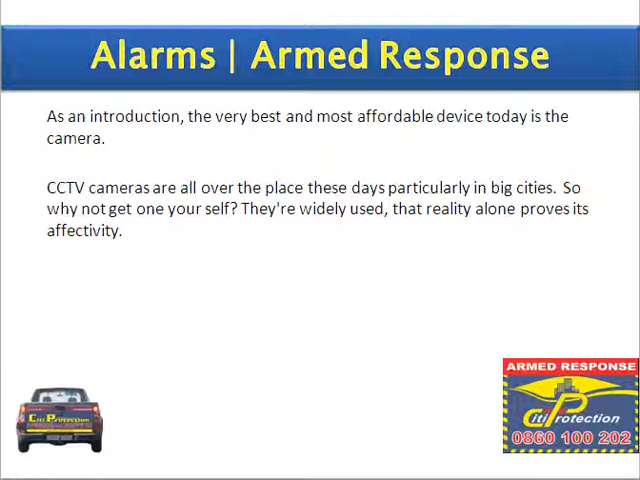 Alarms | Armed Response
As an introduction, the very best and most affordable device today is the
camera.
CCTV cameras are all over the place these days particularly in big cities.  So
why not get one your self? They're widely used, that reality alone proves its
affectivity.
Citi Protection
ARMED RESPONSE
Citi Protection
0860 100 202